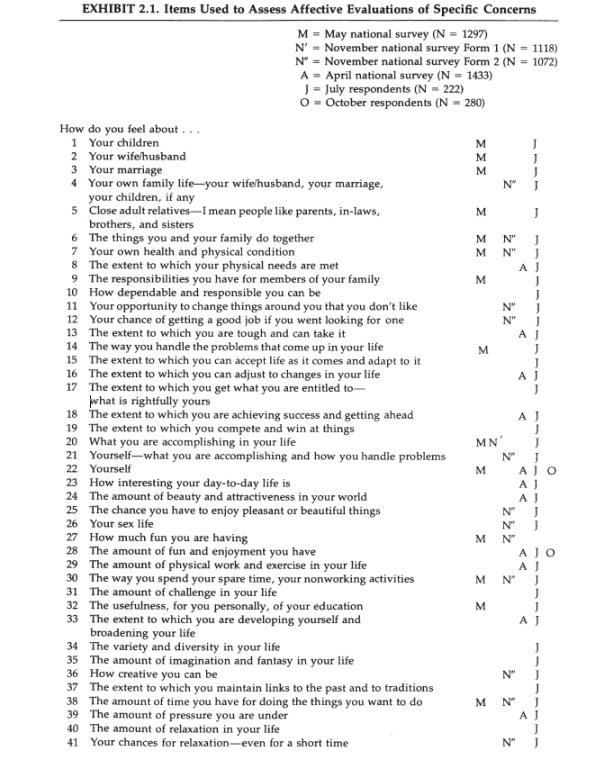 EXHIBIT 2.1. Items Used to Assess Affective Evaluations of Specific Concerns
M = May national survey (N = 1297)
N' = November national survey Form 1 (N = 1118)
N" = November national survey Form 2 (N = 1072)
A = April national survey (N = 1433)
J = July respondents (N = 222)
O = October respondents (N = 280)
How do you feel about . . .
1 Your children M J
2 Your wife/husband M J
3 Your marriage M J
4 Your own family life—your wife/husband, your marriage, N" J
your children, if any
5 Close adult relatives—I mean people like parents, in-laws, M J
brothers, and sisters
6 The things you and your family do together M N" J
7 Your own health and physical condition M N" J
8 The extent to which your physical needs are met A J
9 The responsibilities you have for members of your family M J
10 How dependable and responsible you can be J
11 Your opportunity to change things around you that you don't like N" J
12 Your chance of getting a good job if you went looking for one N" J
13 The extent to which you are tough and can take it A J
14 The way you handle the problems that come up in your life M J
15 The extent to which you can accept life as it comes and adapt to it J
16 The extent to which you can adjust to changes in your life A J
17 The extent to which you get what you are entitled to— J
what is rightfully yours
18 The extent to which you are achieving success and getting ahead A J
19 The extent to which you compete and win at things J
20 What you are accomplishing in your life M N' J
21 Yourself—what you are accomplishing and how you handle problems N" J
22 Yourself M A J O
23 How interesting your day-to-day life is A J
24 The amount of beauty and attractiveness in your world A J
25 The chance you have to enjoy pleasant or beautiful things N" J
26 Your sex life N" J
27 How much fun you are having M N"
28 The amount of fun and enjoyment you have A J O
29 The amount of physical work and exercise in your life A J
30 The way you spend your spare time, your nonworking activities M N" J
31 The amount of challenge in your life J
32 The usefulness, for you personally, of your education M J
33 The extent to which you are developing yourself and A J
broadening your life
34 The variety and diversity in your life J
35 The amount of imagination and fantasy in your life J
36 How creative you can be N" J
37 The extent to which you maintain links to the past and to traditions J
38 The amount of time you have for doing the things you want to do M N" J
39 The amount of pressure you are under A J
40 The amount of relaxation in your life J
41 Your chances for relaxation—even for a short time N" J